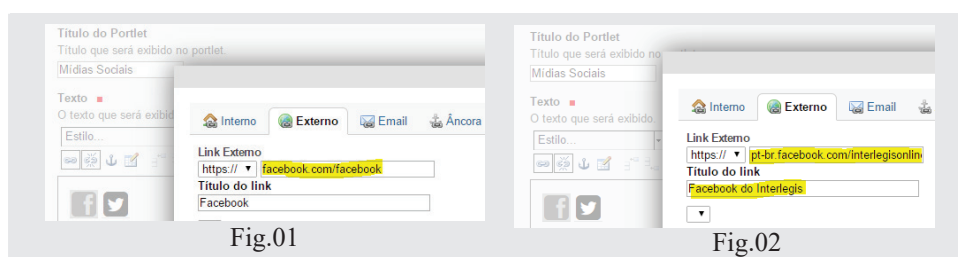 Título do Portlet
Título que será exibido no portlet.
Mídias Sociais
Texto
O texto que será exibid
Estilo...
Interno Externo Email Âncora
Link Externo
https:// facebook.com/facebook
Título do link
Facebook
Fig.01
Título do Portlet
Título que será exibido no
Mídias Sociais
Texto
O texto que será exibido.
Estilo...
Interno Externo Email
Link Externo
https:// pt-br.facebook.com/interlegisonlin
Título do link
Facebook do Interlegis
Fig.02